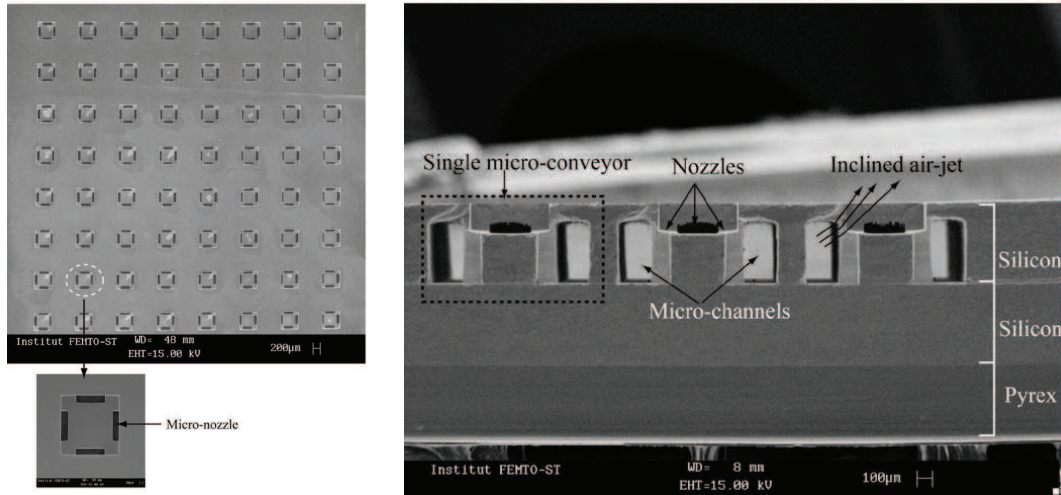 Institut FEMTO-ST
WD= 48 mm
EHT=15.00 kV
200µm
Micro-nozzle
Single micro-conveyor
Nozzles
Inclined air-jet
Micro-channels
Silicon
Silicon
Pyrex
Institut FEMTO-ST
WD= 8 mm
EHT=15.00 kV
100µm